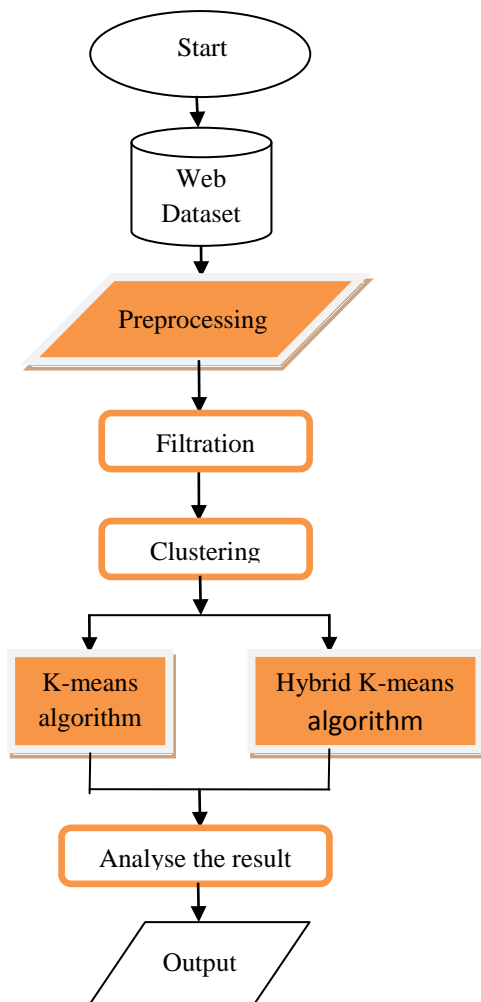 Start
Web
Dataset
Preprocessing
Filtration
Clustering
K-means
algorithm
Hybrid K-means
algorithm
Analyse the result
Output